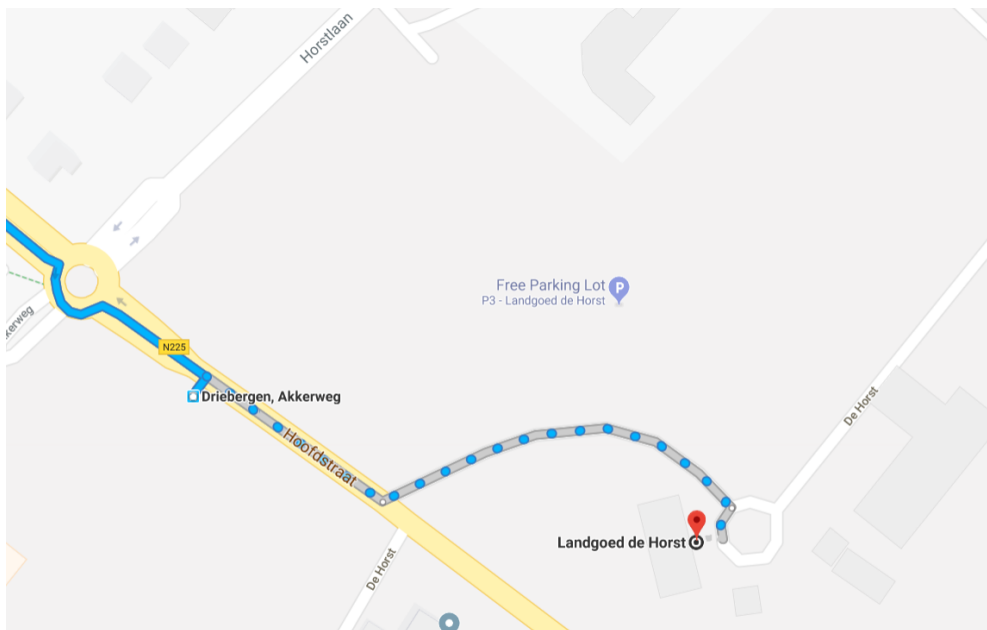 Horstlaan
Free Parking Lot
P
P3 - Landgoed de Horst
N225
Driebergen, Akkerweg
Hoofdstraat
De Horst
Landgoed de Horst
De Horst